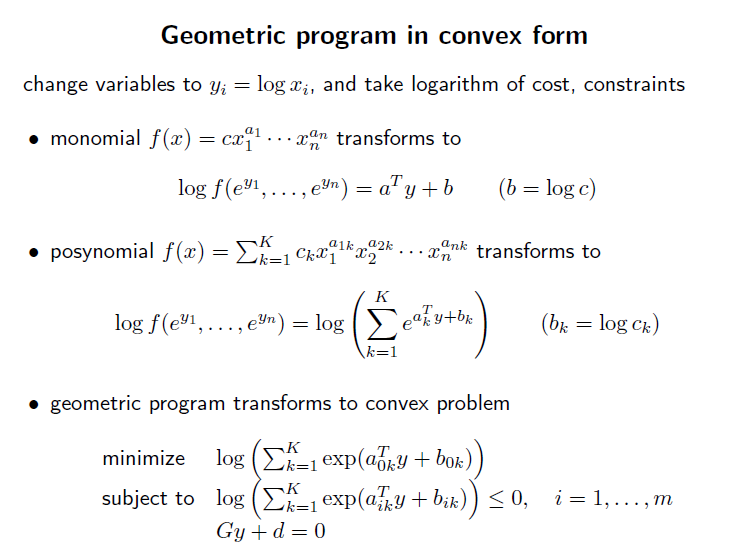 Geometric program in convex form
change variables to $y_i = \log x_i$, and take logarithm of cost, constraints
• monomial $f(x) = cx_1^{a_1} \cdots x_n^{a_n}$ transforms to
$\log f(e^{y_1}, \ldots, e^{y_n}) = a^T y + b \quad (b = \log c)$
• posynomial $f(x) = \sum_{k=1}^{K} c_k x_1^{a_{1k}} x_2^{a_{2k}} \cdots x_n^{a_{nk}}$ transforms to
$\log f(e^{y_1}, \ldots, e^{y_n}) = \log \left( \sum_{k=1}^{K} e^{a_k^T y + b_k} \right) \quad (b_k = \log c_k)$
• geometric program transforms to convex problem
minimize $\log \left( \sum_{k=1}^{K} \exp(a_{0k}^T y + b_{0k}) \right)$
subject to $\log \left( \sum_{k=1}^{K} \exp(a_{ik}^T y + b_{ik}) \right) \leq 0, \quad i = 1, \ldots, m$
$Gy + d = 0$